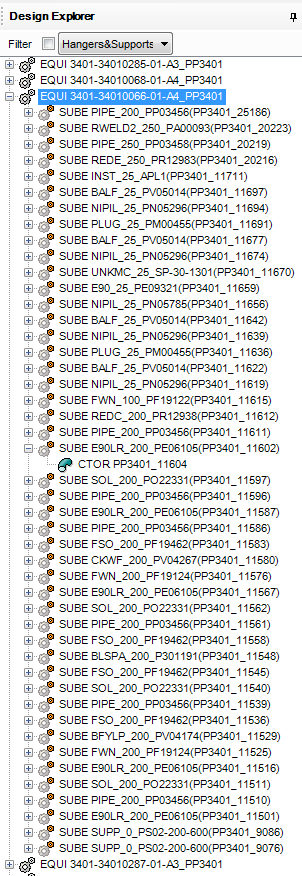 Design Explorer
Filter Hangers&Supports
EQUI 3401-34010285-01-A3_PP3401
EQUI 3401-34010068-01-A4_PP3401
EQUI 3401-34010066-01-A4_PP3401
SUBE PIPE_200_PP03456(PP3401_25186)
SUBE RWELD2_250_PA00093(PP3401_20223)
SUBE PIPE_250_PP03458(PP3401_20219)
SUBE REDE_250_PR12983(PP3401_20216)
SUBE INST_25_APL1(PP3401_11711)
SUBE BALF_25_PV05014(PP3401_11697)
SUBE NIPIL_25_PN05296(PP3401_11694)
SUBE PLUG_25_PM00455(PP3401_11691)
SUBE BALF_25_PV05014(PP3401_11677)
SUBE NIPIL_25_PN05296(PP3401_11674)
SUBE UNKMC_25_SP-30-1301(PP3401_11670)
SUBE E90_25_PE09321(PP3401_11659)
SUBE NIPIL_25_PN05785(PP3401_11656)
SUBE BALF_25_PV05014(PP3401_11642)
SUBE NIPIL_25_PN05296(PP3401_11639)
SUBE PLUG_25_PM00455(PP3401_11636)
SUBE BALF_25_PV05014(PP3401_11622)
SUBE NIPIL_25_PN05296(PP3401_11619)
SUBE FWN_100_PF19122(PP3401_11615)
SUBE REDC_200_PR12938(PP3401_11612)
SUBE PIPE_200_PP03456(PP3401_11611)
SUBE E90LR_200_PE06105(PP3401_11602)
CTOR PP3401_11604
SUBE SOL_200_PO22331(PP3401_11597)
SUBE PIPE_200_PP03456(PP3401_11596)
SUBE E90LR_200_PE06105(PP3401_11587)
SUBE PIPE_200_PP03456(PP3401_11586)
SUBE FSO_200_PF19462(PP3401_11583)
SUBE CKWF_200_PV04267(PP3401_11580)
SUBE FWN_200_PF19124(PP3401_11576)
SUBE E90LR_200_PE06105(PP3401_11567)
SUBE SOL_200_PO22331(PP3401_11562)
SUBE PIPE_200_PP03456(PP3401_11561)
SUBE FSO_200_PF19462(PP3401_11558)
SUBE BLSPA_200_P301191(PP3401_11548)
SUBE FSO_200_PF19462(PP3401_11545)
SUBE SOL_200_PO22331(PP3401_11540)
SUBE PIPE_200_PP03456(PP3401_11539)
SUBE FSO_200_PF19462(PP3401_11536)
SUBE BFYLP_200_PV04174(PP3401_11529)
SUBE FWN_200_PF19124(PP3401_11525)
SUBE E90LR_200_PE06105(PP3401_11516)
SUBE SOL_200_PO22331(PP3401_11511)
SUBE PIPE_200_PP03456(PP3401_11510)
SUBE E90LR_200_PE06105(PP3401_11501)
SUBE SUPP_0_PS02-200-600(PP3401_9086)
SUBE SUPP_0_PS02-200-600(PP3401_9076)
EQUI 3401-34010287-01-A3_PP3401